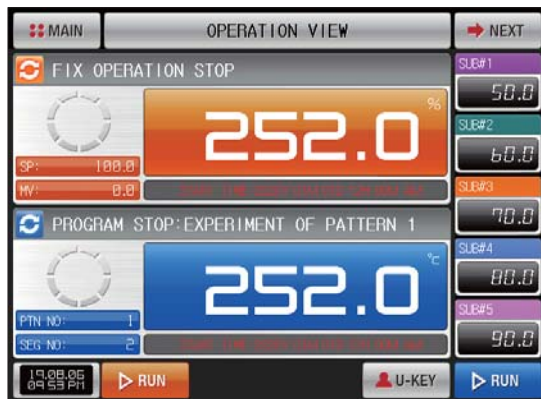 MAIN
OPERATION VIEW
NEXT
FIX OPERATION STOP
%
252.0
SP: 100.0
MV: 0.0
PROGRAM STOP:EXPERIMENT OF PATTERN 1
°C
252.0
PTN NO: 1
SEG NO: 2
SUB#1
50.0
SUB#2
60.0
SUB#3
70.0
SUB#4
80.0
SUB#5
90.0
19.08.06
09:53 PM
RUN
U-KEY
RUN